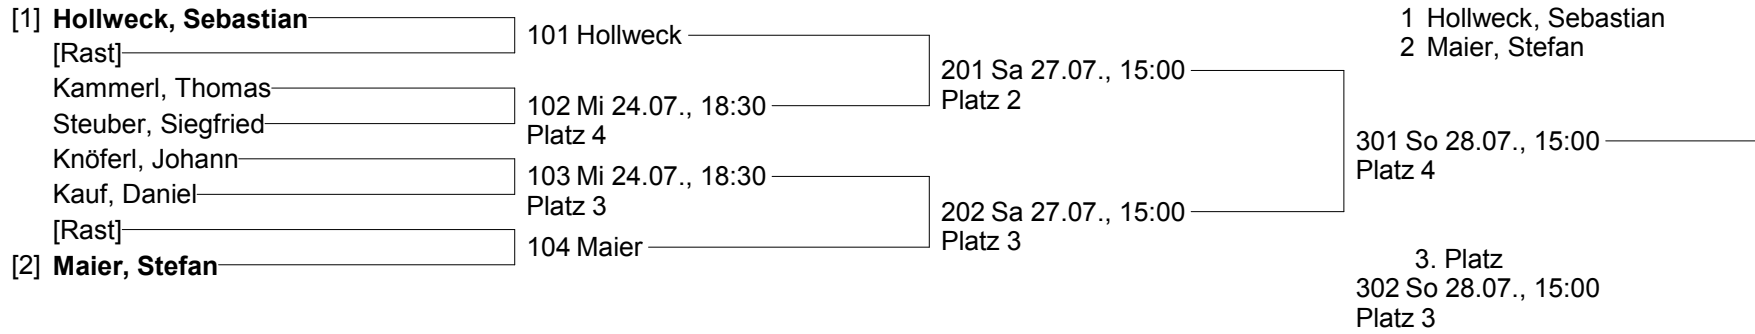 [1] Hollweck, Sebastian
[Rast]
Kammerl, Thomas
Steuber, Siegfried
Knöferl, Johann
Kauf, Daniel
[Rast]
[2] Maier, Stefan
101 Hollweck
102 Mi 24.07., 18:30
Platz 4
103 Mi 24.07., 18:30
Platz 3
104 Maier
201 Sa 27.07., 15:00
Platz 2
202 Sa 27.07., 15:00
Platz 3
301 So 28.07., 15:00
Platz 4
1 Hollweck, Sebastian
2 Maier, Stefan
3. Platz
302 So 28.07., 15:00
Platz 3